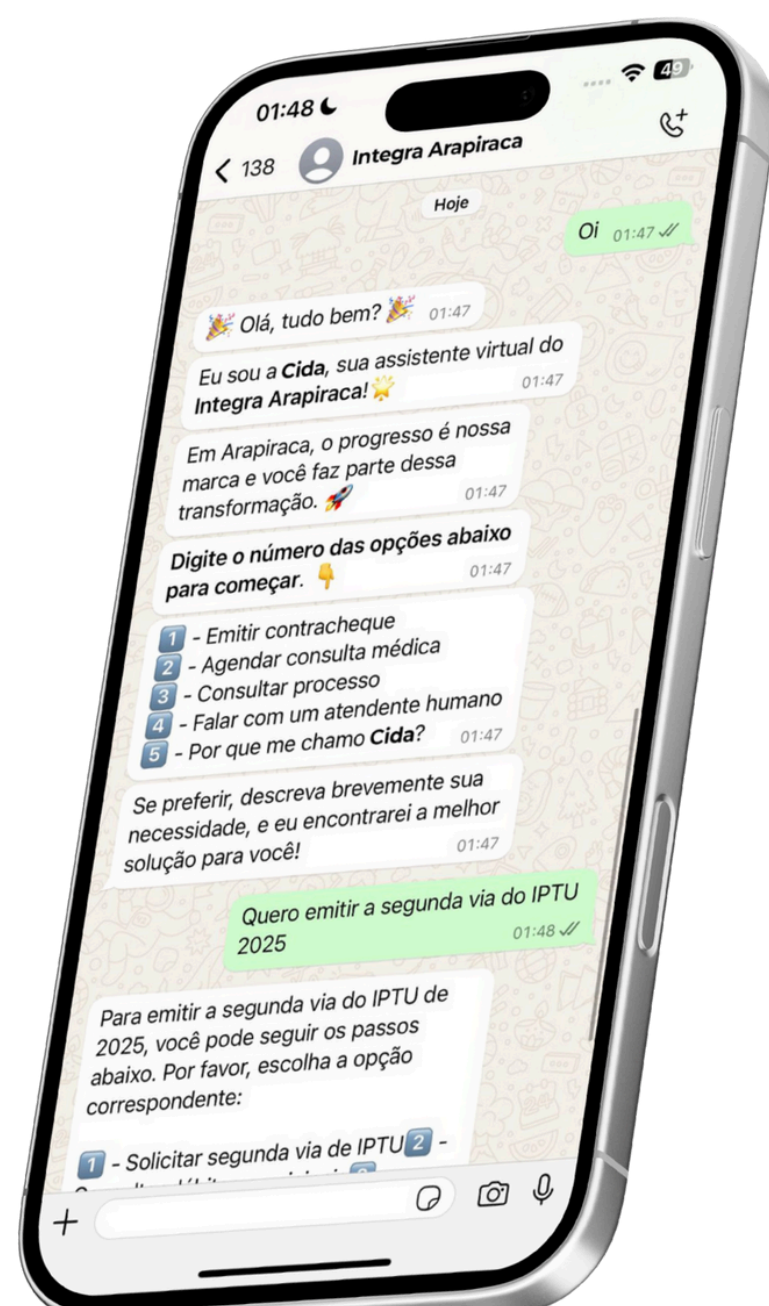 01:48
49
138
Integra Arapiraca
Hoje
Oi 01:47
🎉 Olá, tudo bem? 🎉 01:47
Eu sou a Cida, sua assistente virtual do
Integra Arapiraca! 🌟 01:47
Em Arapiraca, o progresso é nossa
marca e você faz parte dessa
transformação. 🚀 01:47
Digite o número das opções abaixo
para começar. 👇 01:47
1️⃣ - Emitir contracheque
2️⃣ - Agendar consulta médica
3️⃣ - Consultar processo
4️⃣ - Falar com um atendente humano
5️⃣ - Por que me chamo Cida? 01:47
Se preferir, descreva brevemente sua
necessidade, e eu encontrarei a melhor
solução para você! 01:47
Quero emitir a segunda via do IPTU
2025 01:48
Para emitir a segunda via do IPTU de
2025, você pode seguir os passos
abaixo. Por favor, escolha a opção
correspondente:
1️⃣ - Solicitar segunda via de IPTU2️⃣ -